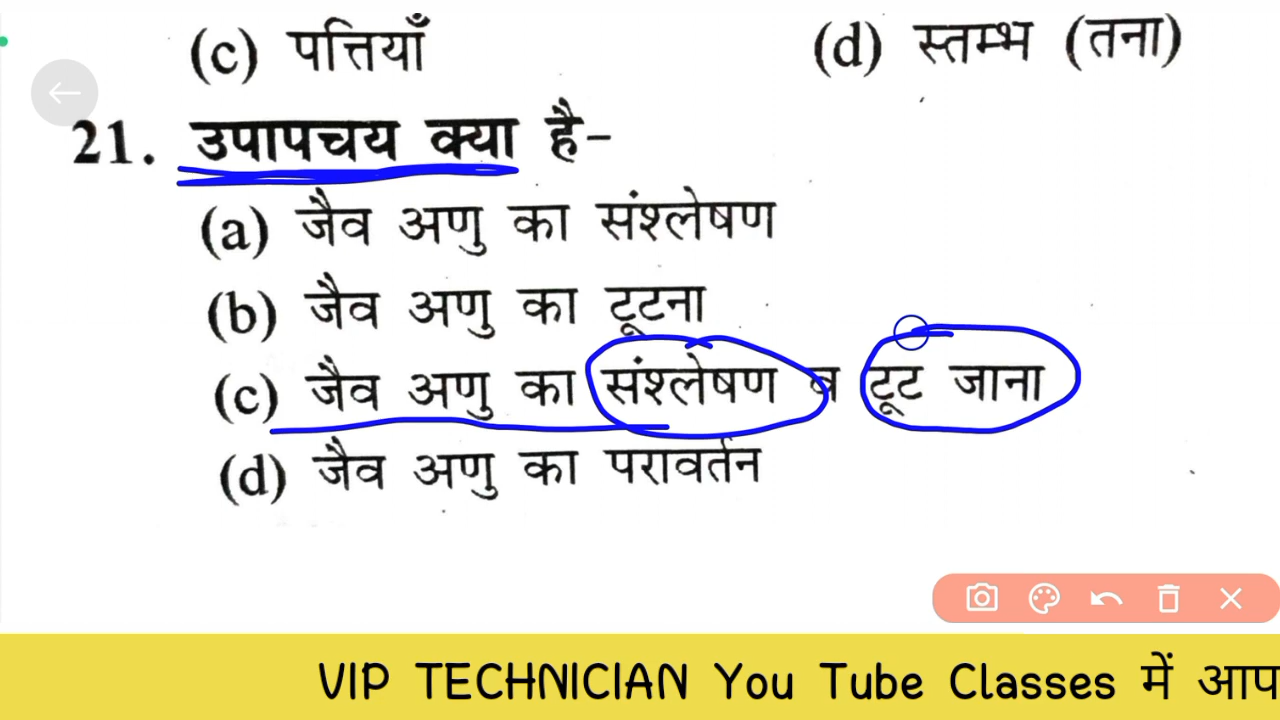 (c) पत्तियाँ (d) स्तम्भ (तना)
21. उपापचय क्या है-
(a) जैव अणु का संश्लेषण
(b) जैव अणु का टूटना
(c) जैव अणु का संश्लेषण व टूट जाना
(d) जैव अणु का परावर्तन
VIP TECHNICIAN You Tube Classes में आप